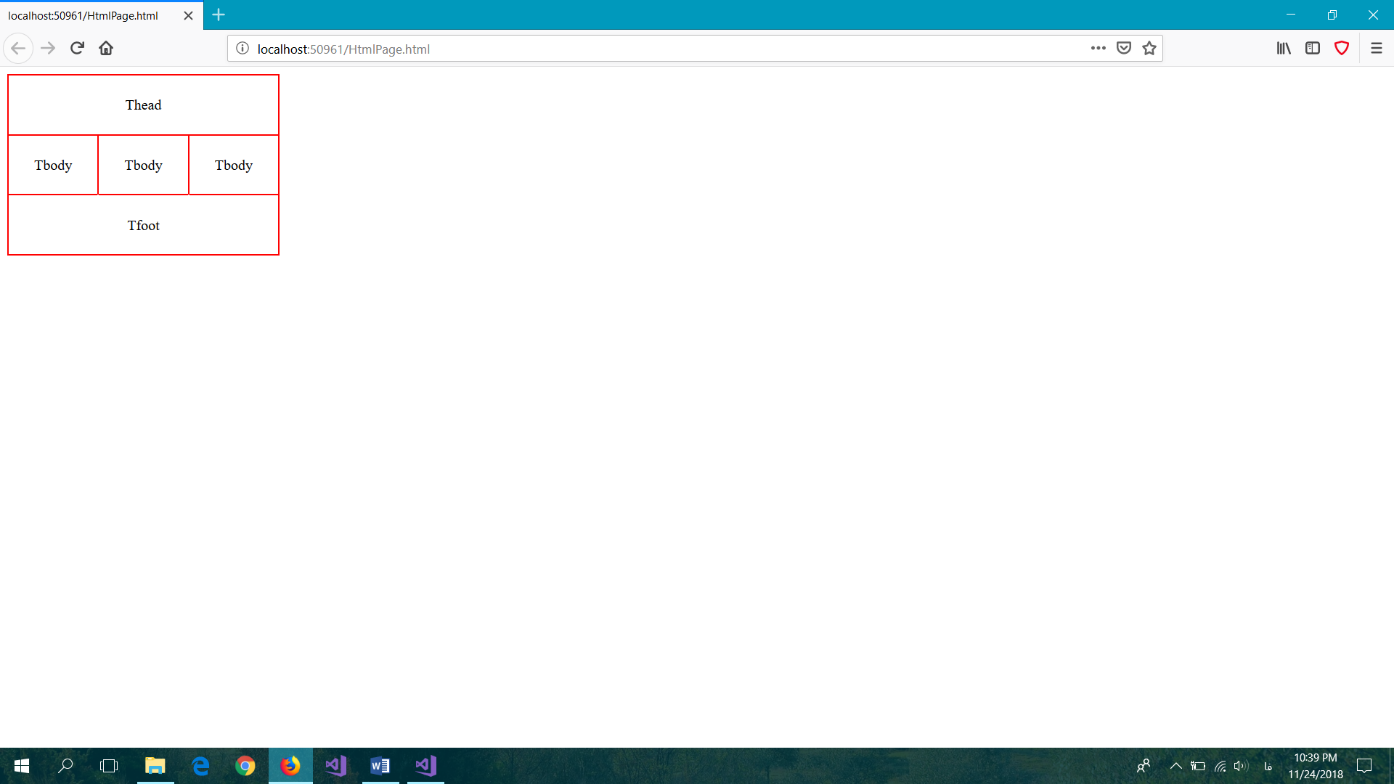 localhost:50961/HtmlPage.html
localhost:50961/HtmlPage.html
Thead
Tbody Tbody Tbody
Tfoot
فا 10:39 PM
11/24/2018